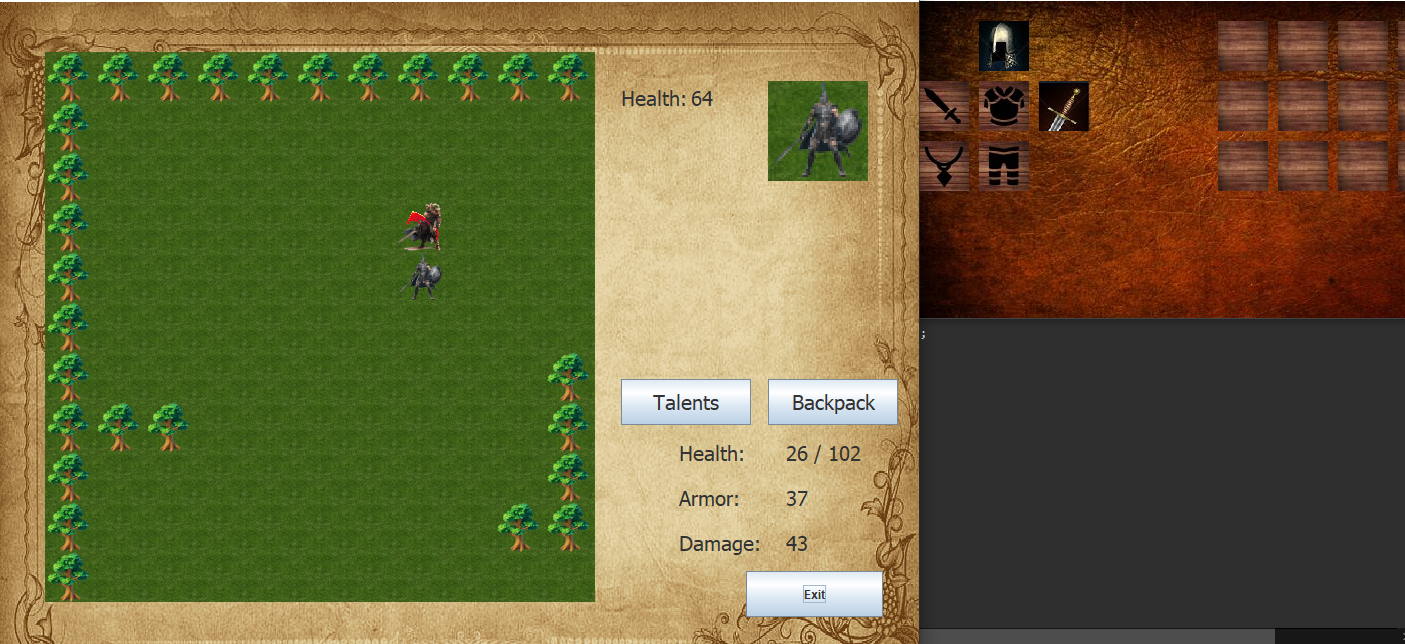 Health: 64
Talents
Backpack
Health: 26 / 102
Armor: 37
Damage: 43
Exit
;